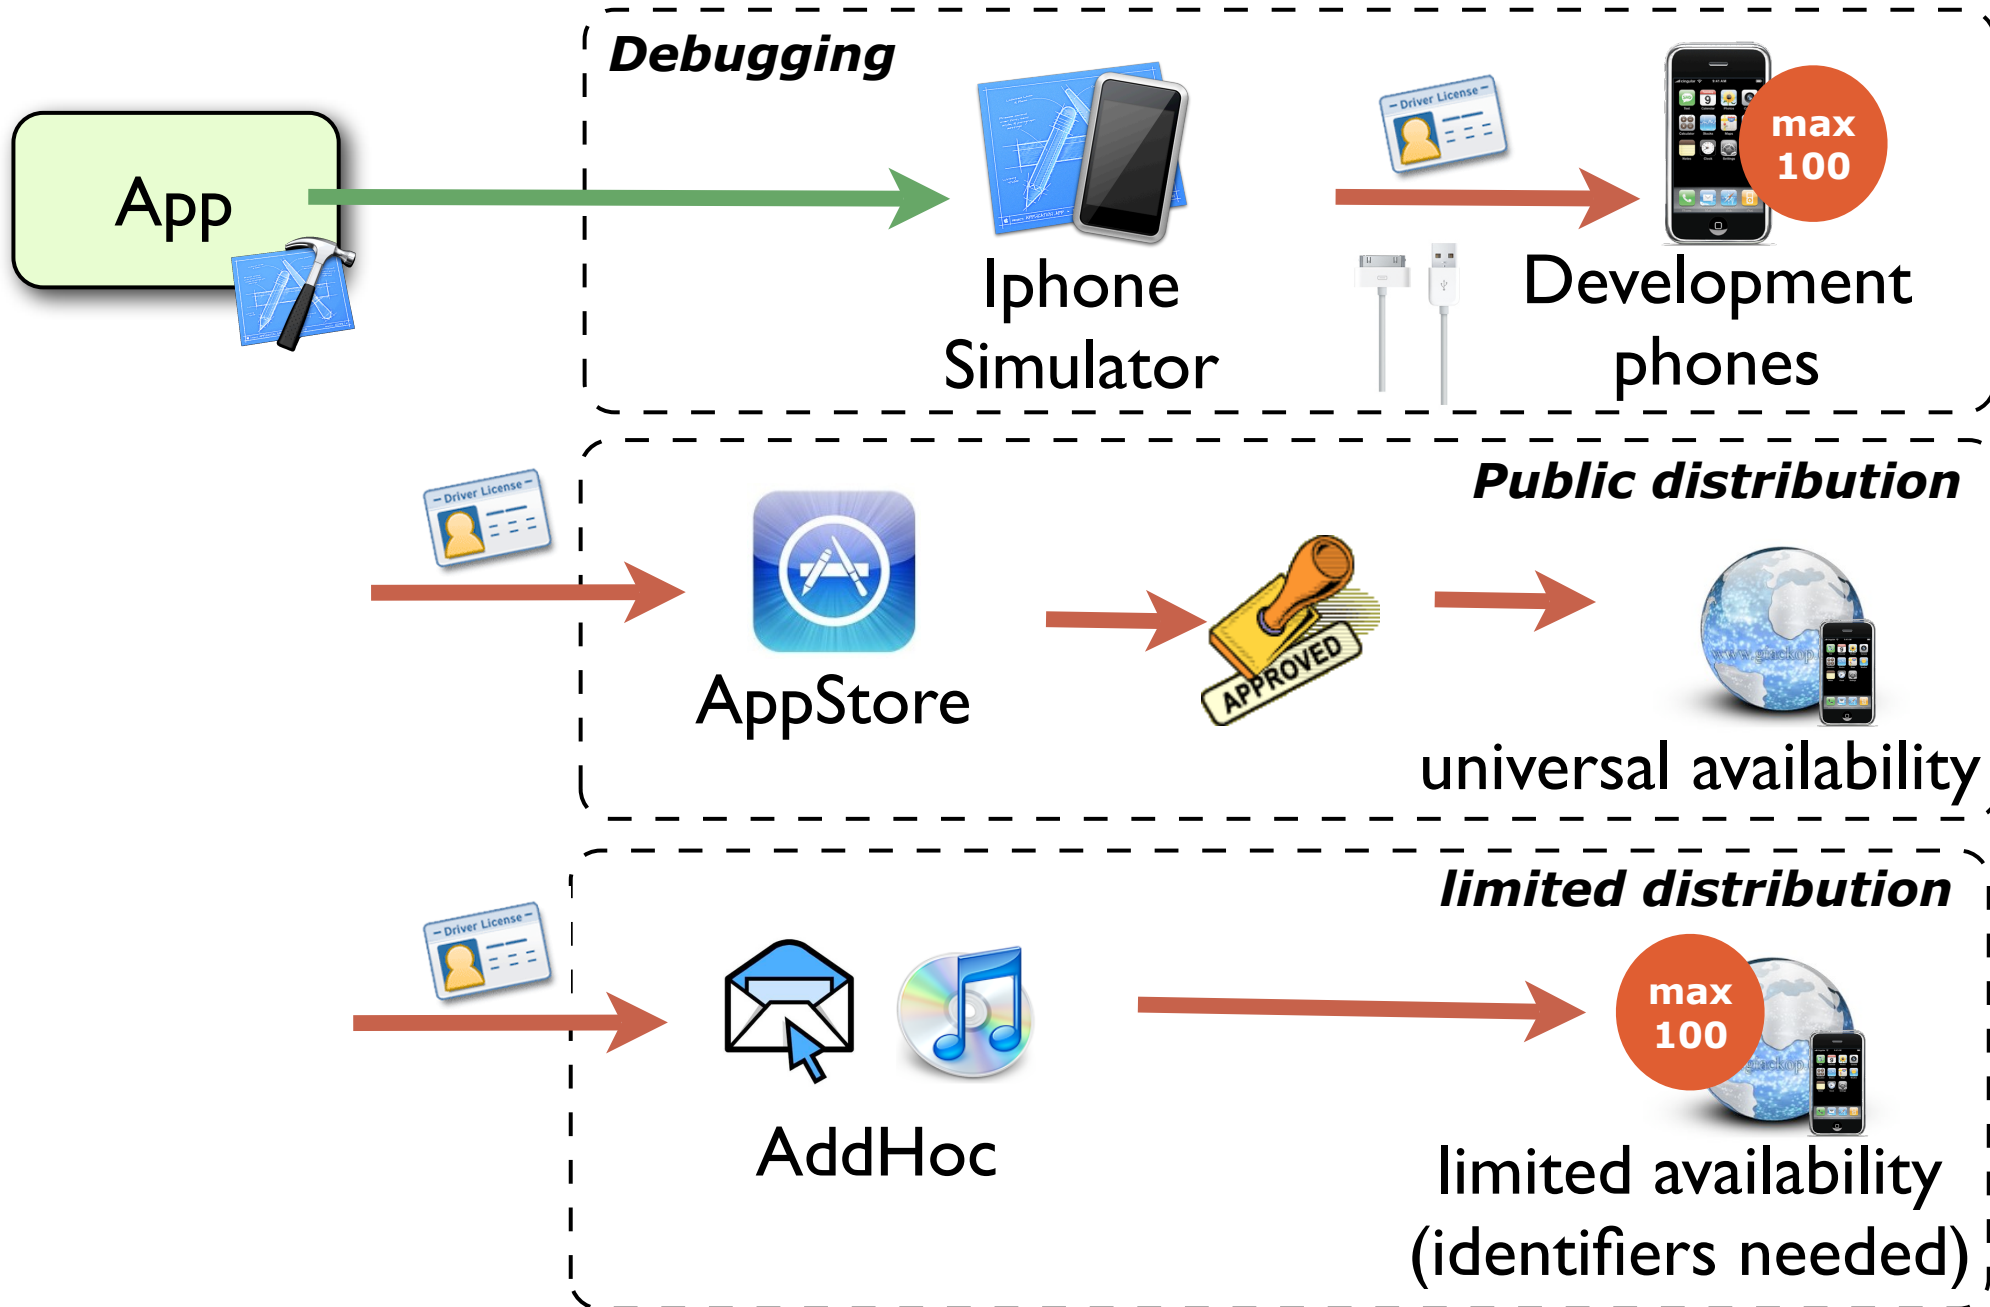 Debugging
App
- Driver License -
max
100
Iphone
Simulator
Development
phones
Public distribution
- Driver License -
APPROVED
AppStore
universal availability
limited distribution
- Driver License -
max
100
AddHoc
limited availability
(identifiers needed)